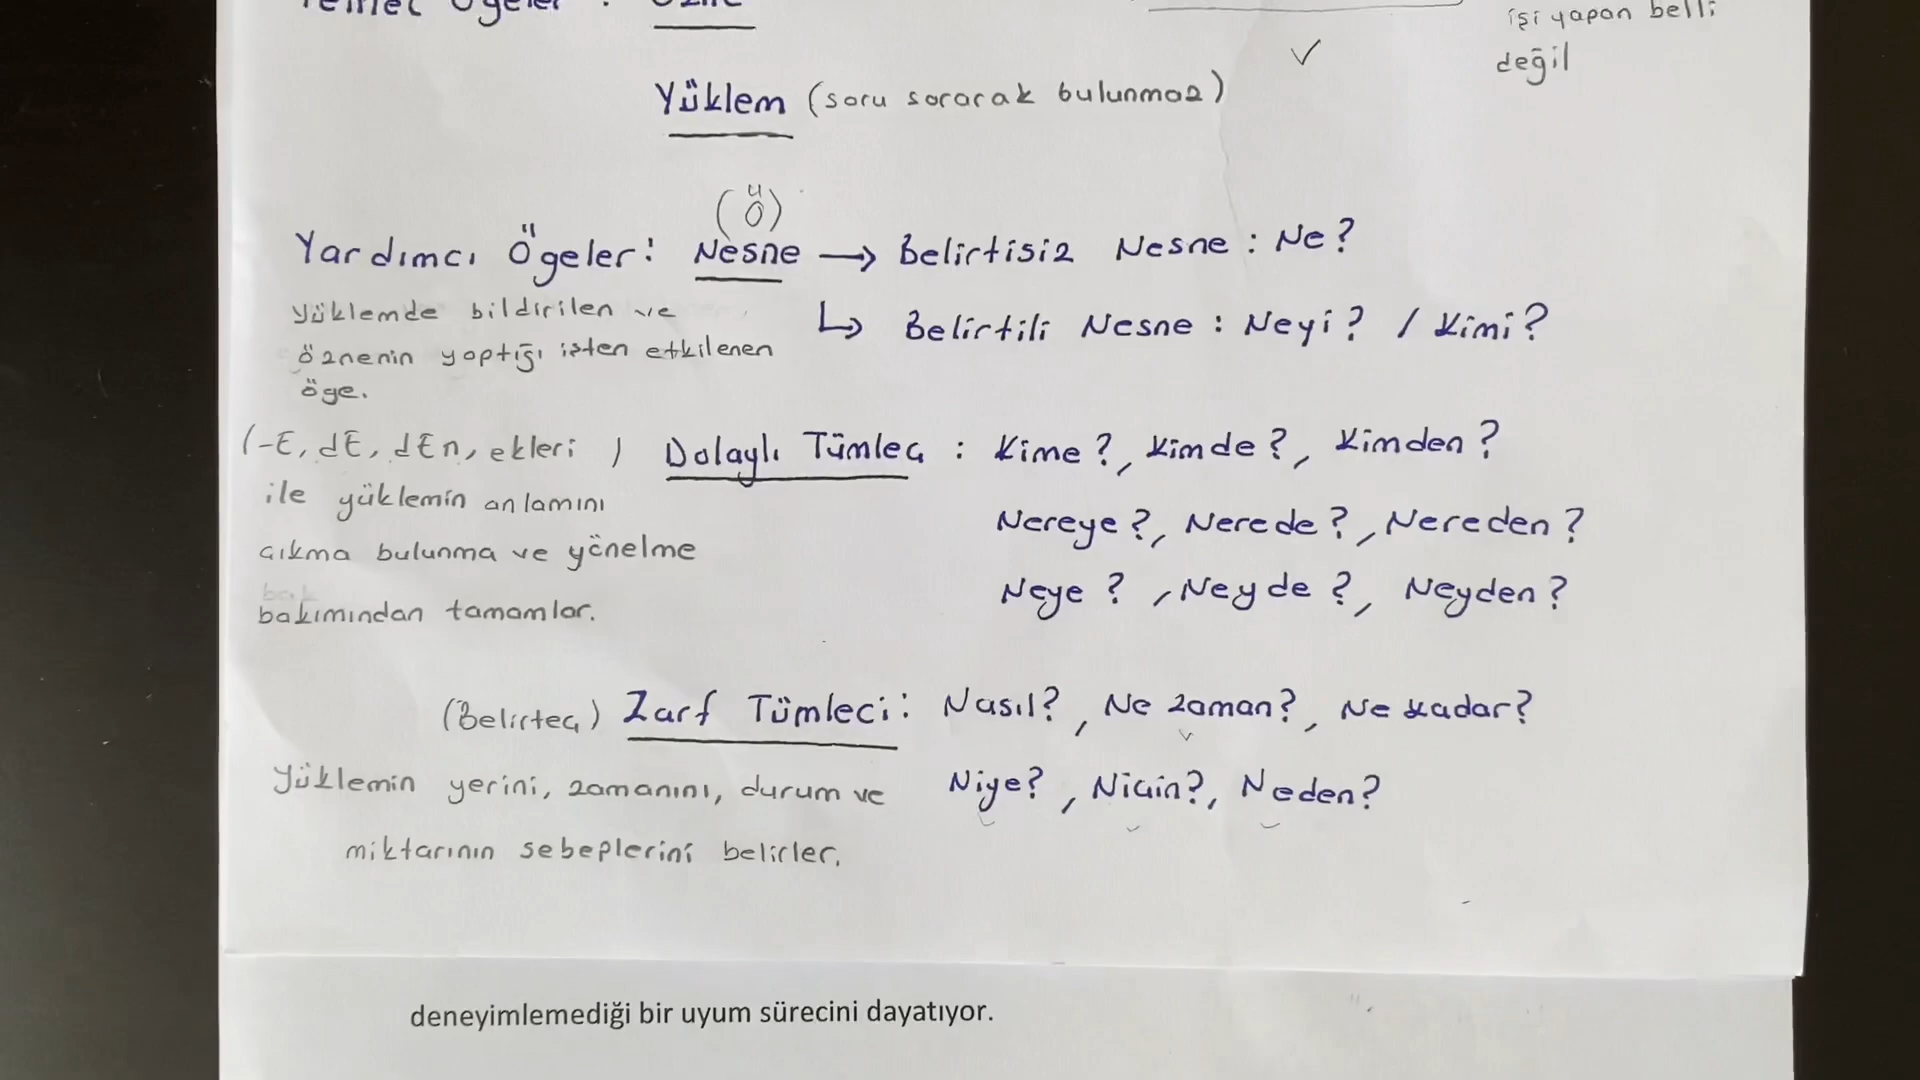 Temel Ögeler : Özne
işi yapan belli
değil
Yüklem (soru sorarak bulunmaz)
(Ö)
Yardımcı Ögeler: Nesne → Belirtisiz Nesne : Ne?
Yüklemde bildirilen ve
↳ Belirtili Nesne : Neyi? / Kimi?
öznenin yaptığı işten etkilenen
öge.
(-E, dE, dEn, ekleri ) Dolaylı Tümleç : Kime?, Kimde?, Kimden?
ile yüklemin anlamını
Nereye?, Nerede?, Nereden?
çıkma bulunma ve yönelme
Neye ?, Neyde ?, Neyden?
bakımından tamamlar.
(Belirteç) Zarf Tümleci: Nasıl?, Ne zaman?, Ne kadar?
Yüklemin yerini, zamanını, durum ve Niye?, Niçin?, Neden?
miktarının sebeplerini belirler.
deneyimlemediği bir uyum sürecini dayatıyor.